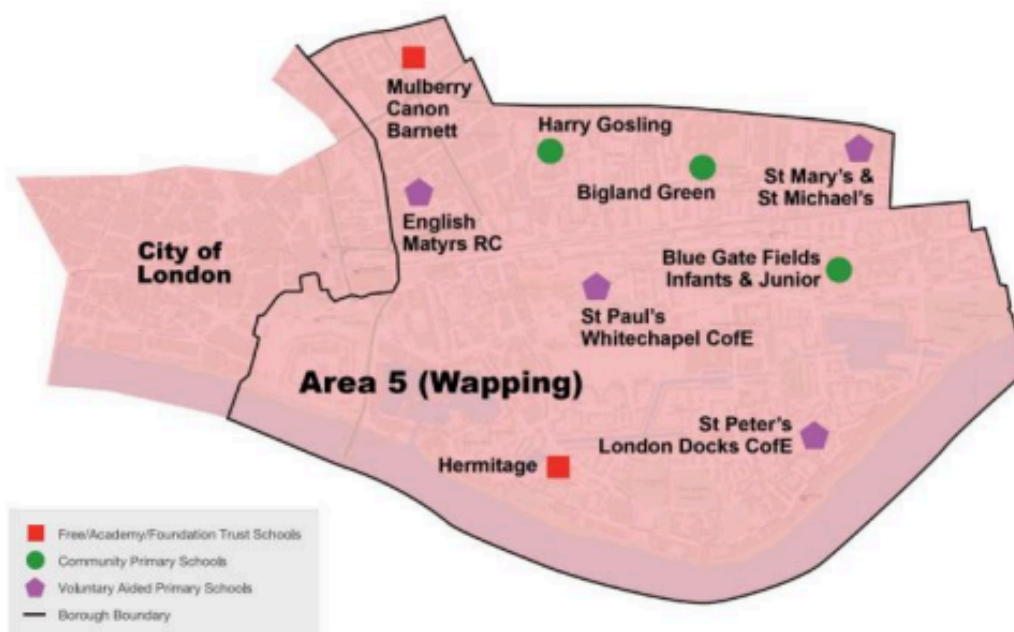 Mulberry
Canon
Barnett
Harry Gosling
Bigland Green
St Mary's &
St Michael's
English
Matyrs RC
City of
London
Blue Gate Fields
Infants & Junior
St Paul's
Whitechapel CofE
Area 5 (Wapping)
St Peter's
London Docks CofE
Hermitage
Free/Academy/Foundation Trust Schools
Community Primary Schools
Voluntary Aided Primary Schools
Borough Boundary